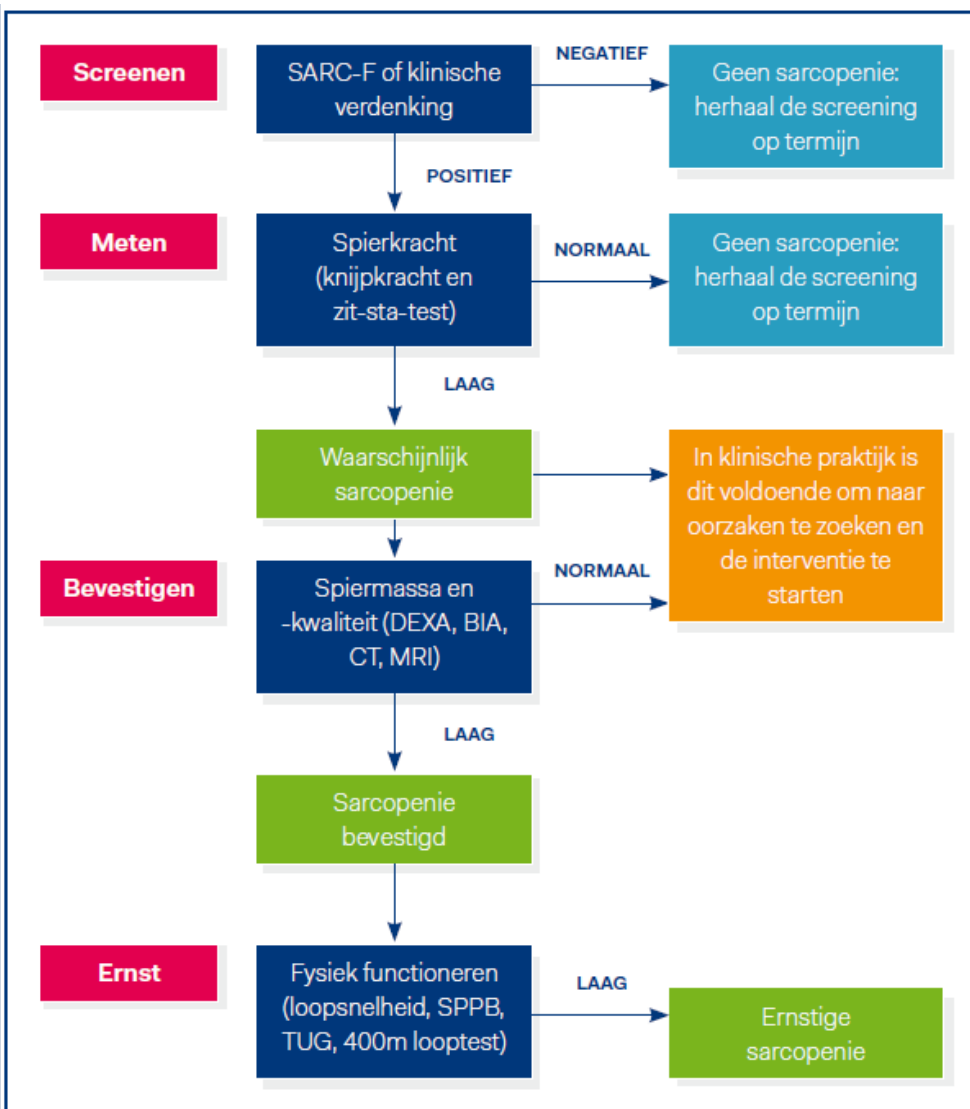 Screenen
SARC-F of klinische
verdenking
NEGATIEF
Geen sarcopenie:
herhaal de screening
op termijn
POSITIEF
Meten
Spierkracht
(knijpkracht en
zit-sta-test)
NORMAAL
Geen sarcopenie:
herhaal de screening
op termijn
LAAG
Waarschijnlijk
sarcopenie
In klinische praktijk is
dit voldoende om naar
oorzaken te zoeken en
de interventie te
starten
Bevestigen
Spiermassa en
-kwaliteit (DEXA, BIA,
CT, MRI)
NORMAAL
LAAG
Sarcopenie
bevestigd
Ernst
Fysiek functioneren
(loopsnelheid, SPPB,
TUG, 400m looptest)
LAAG
Ernstige
sarcopenie